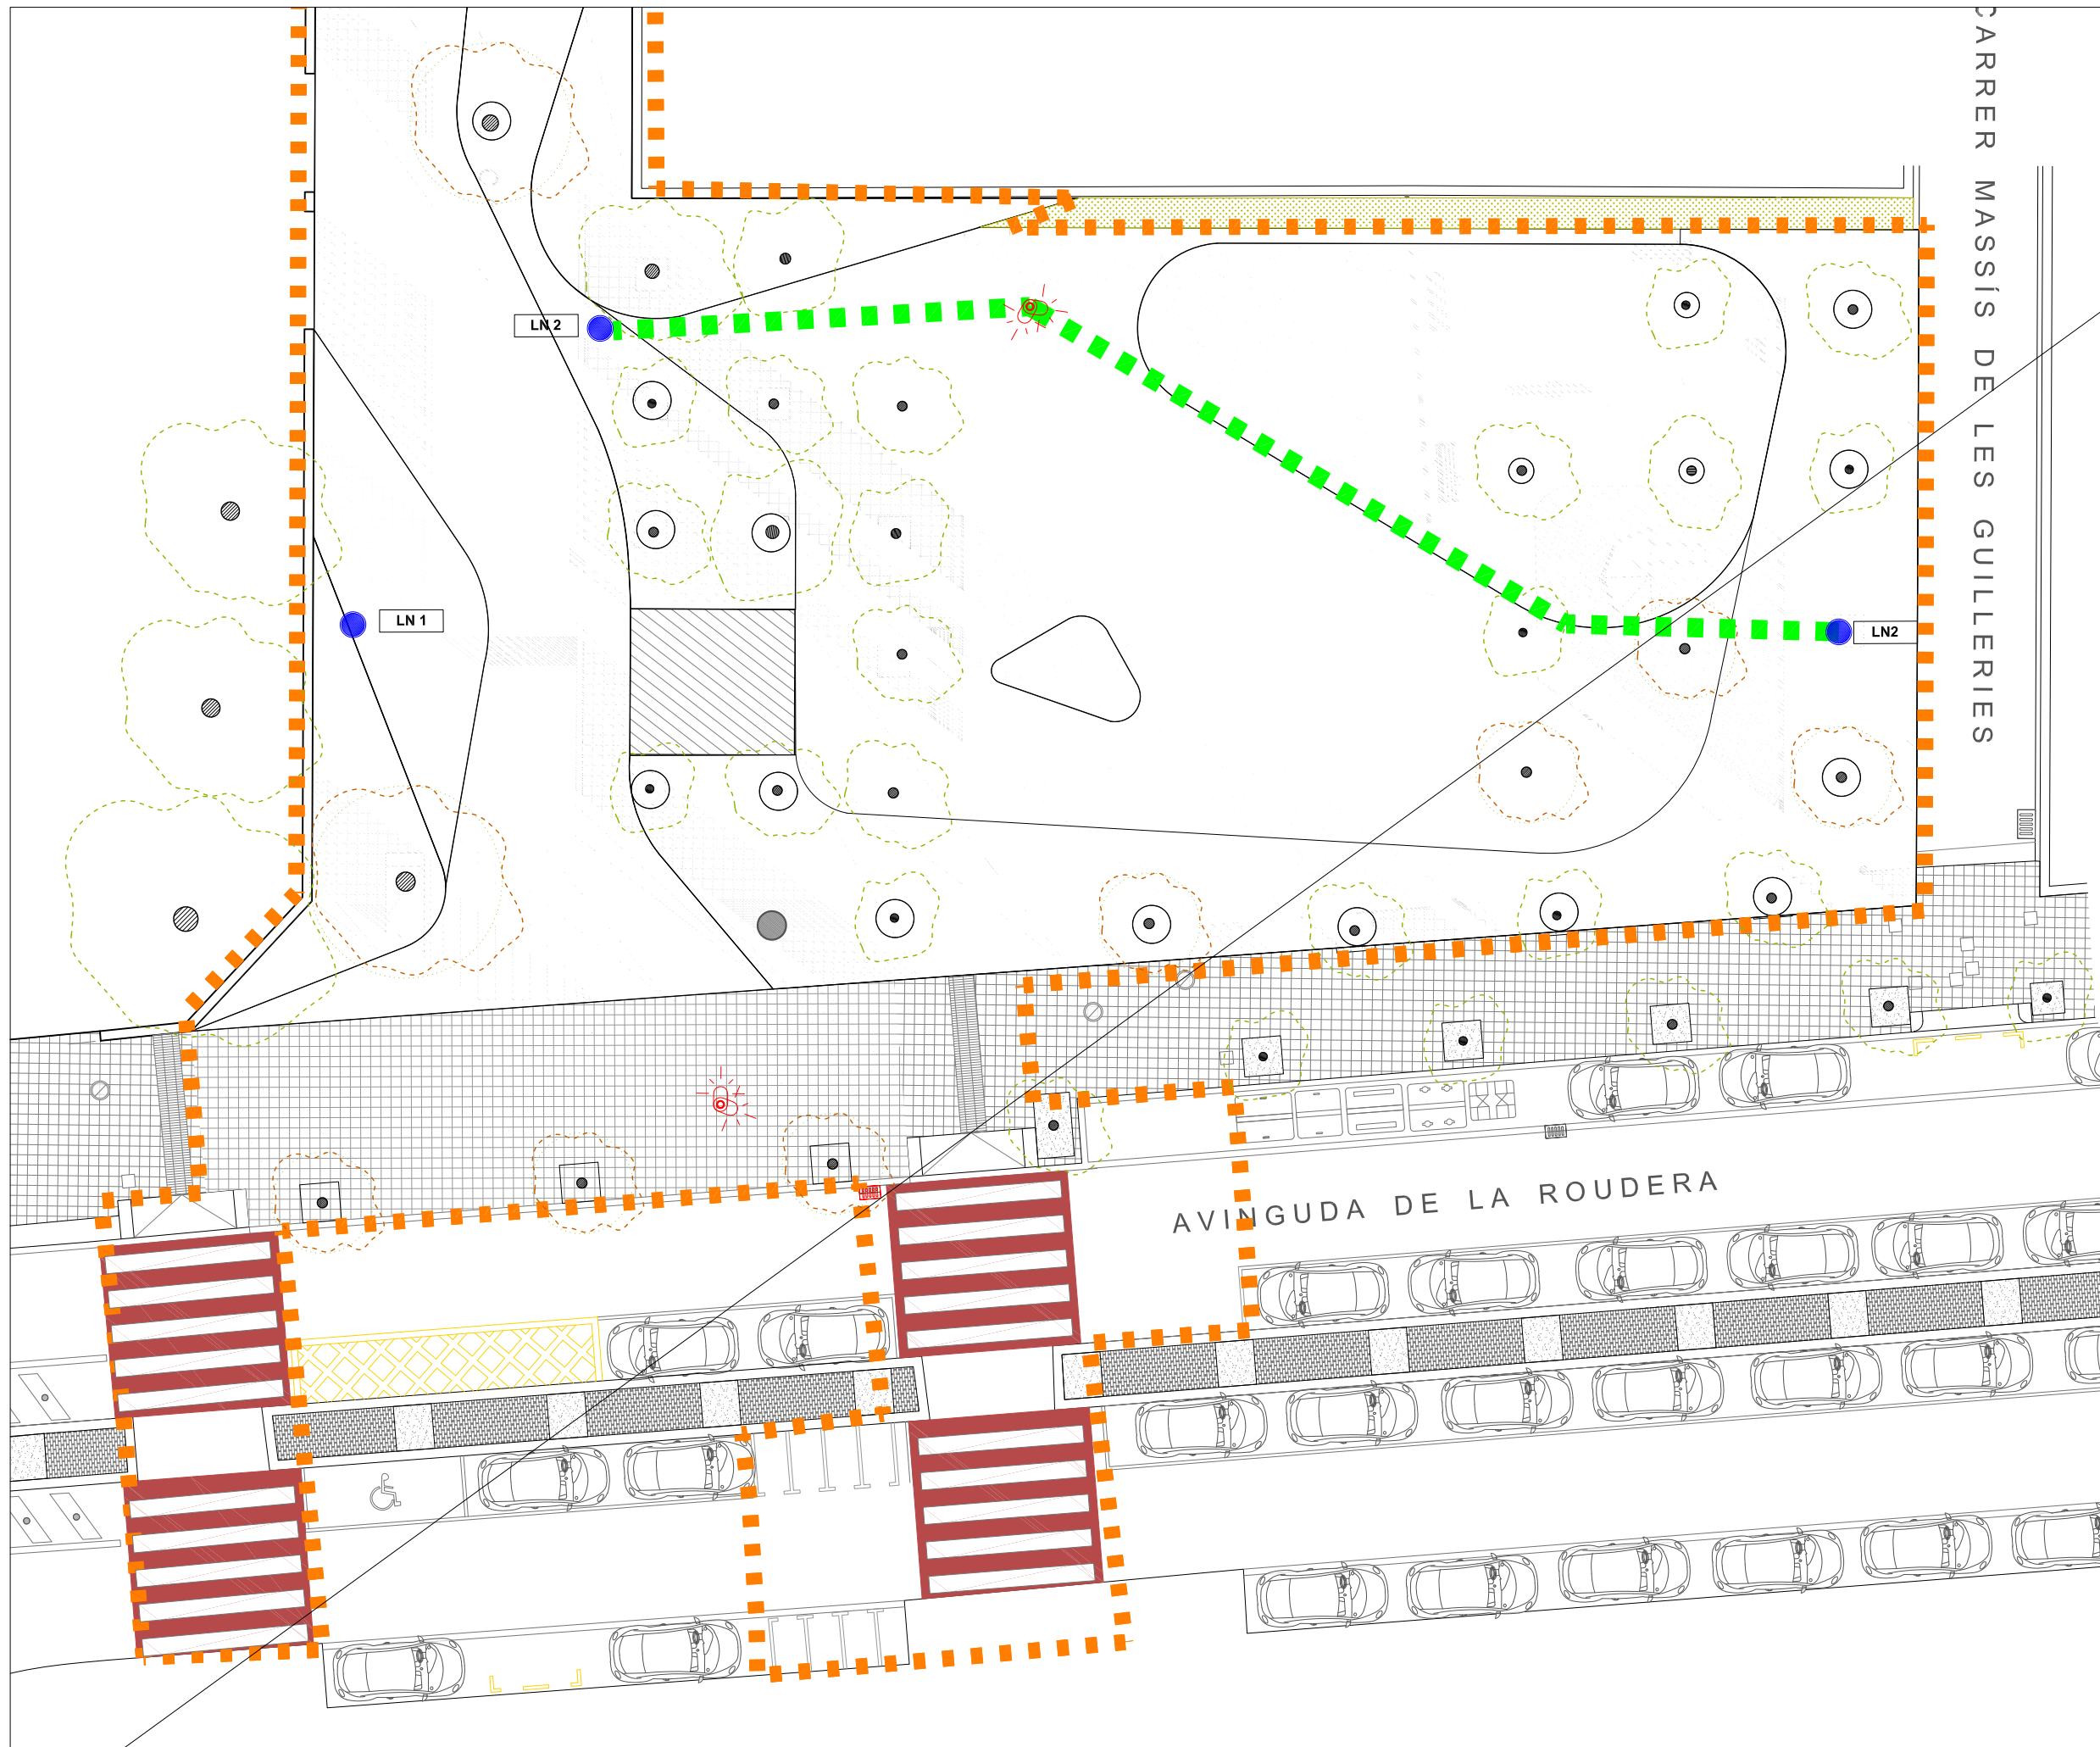 CARRER MASSÍS DE LES GUILLERIES
LN 2
LN 1
LN2
AVINGUDA DE LA ROUDERA